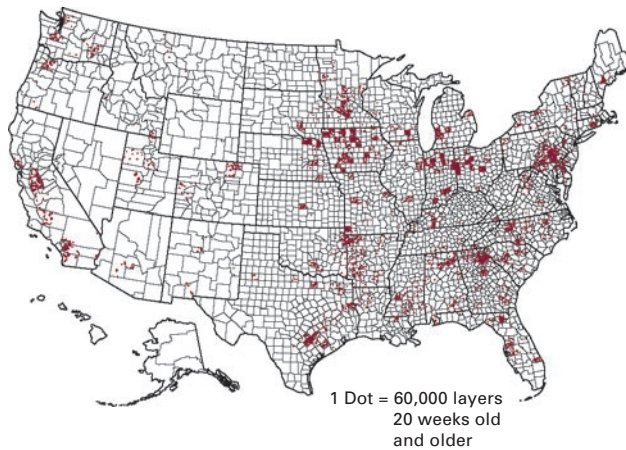 1 Dot = 60,000 layers
20 weeks old
and older